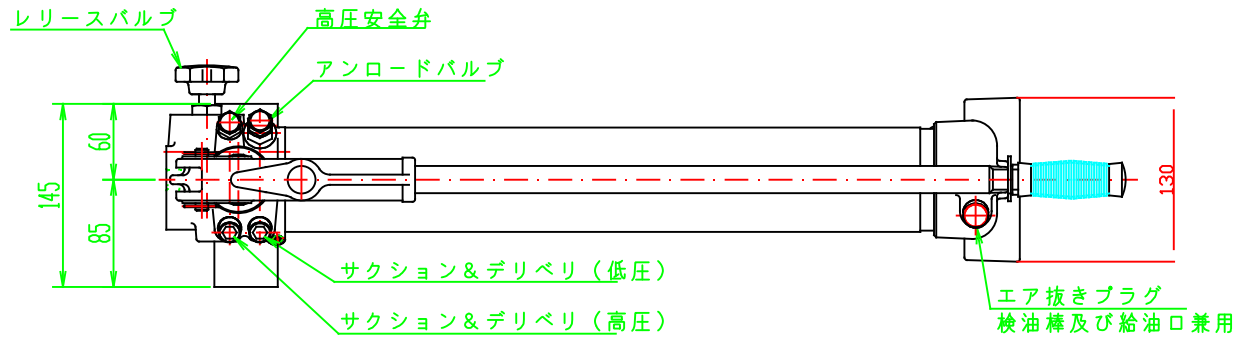 レリースバルブ
高圧安全弁
アンロードバルブ
60
145
85
130
サクション＆デリベリ（低圧）
サクション＆デリベリ（高圧）
エア抜きプラグ
検油棒及び給油口兼用